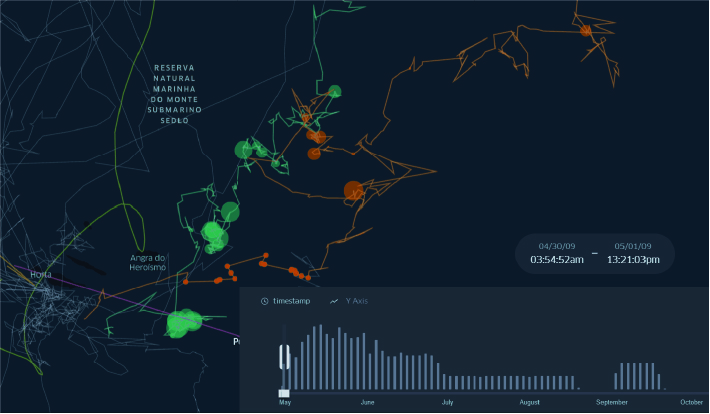 RESERVA
NATURAL
MARINHA
DO MONTE
SUBMARINO
SEDLO
Angra do
Heroísmo
Horta
04/30/09
03:54:52am
–
05/01/09
13:21:03pm
timestamp
Y Axis
May
June
July
August
September
October